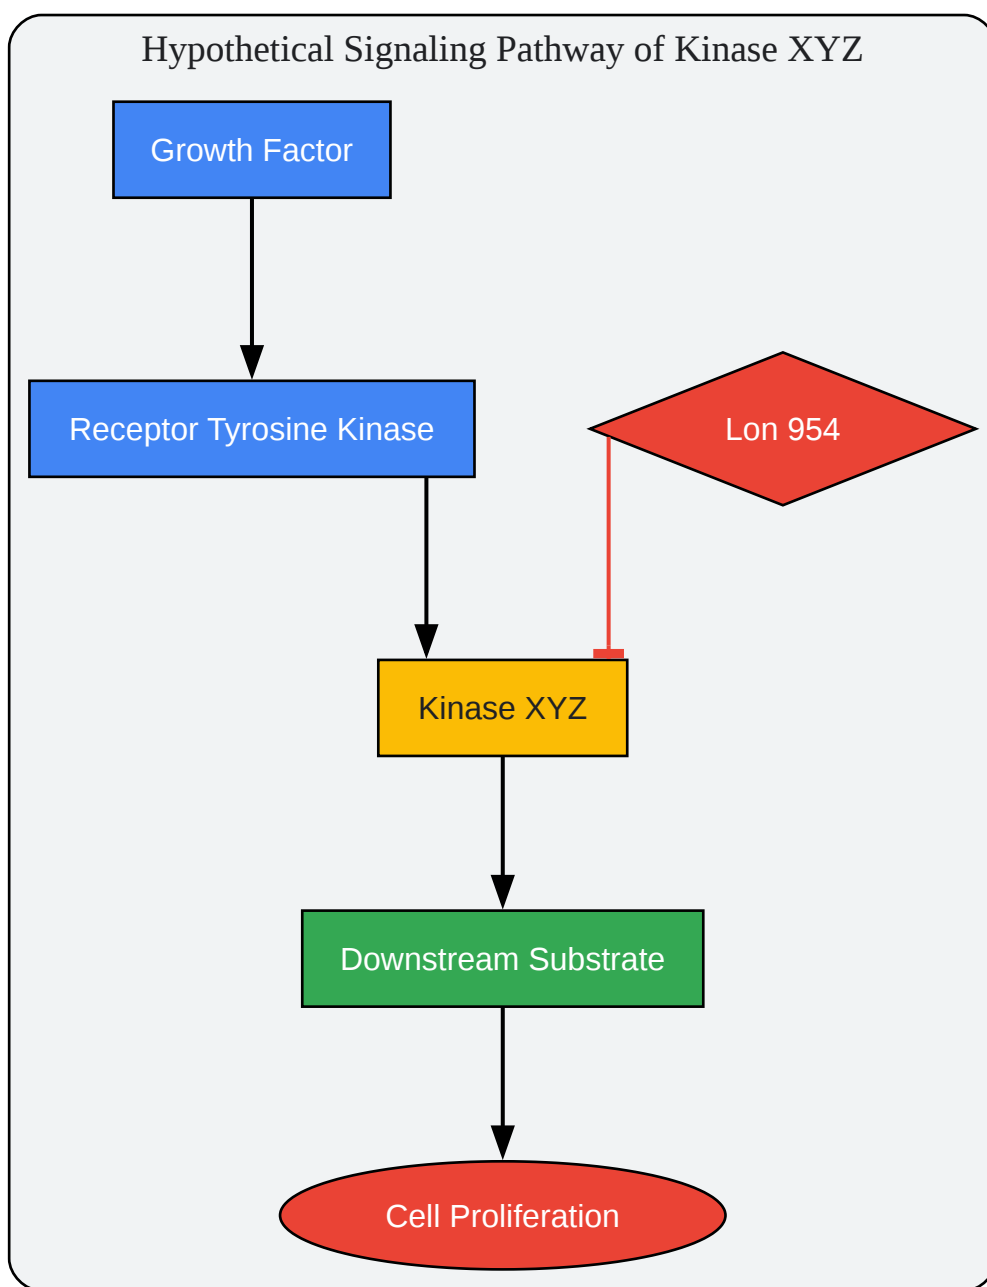 Hypothetical Signaling Pathway of Kinase XYZ
Growth Factor
Receptor Tyrosine Kinase
Lon 954
Kinase XYZ
Downstream Substrate
Cell Proliferation